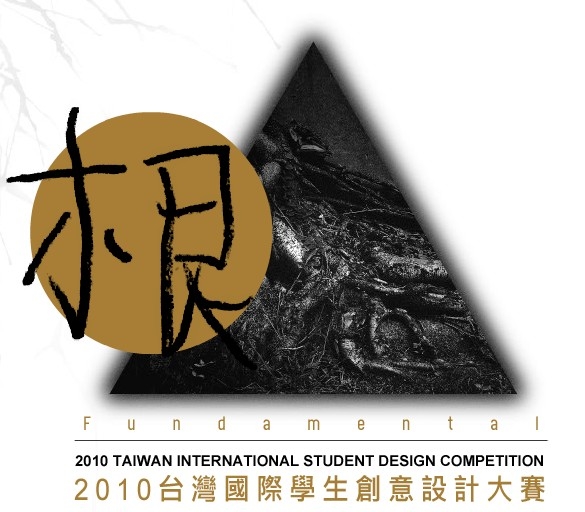 根
Fundamental
2010 TAIWAN INTERNATIONAL STUDENT DESIGN COMPETITION
2010台灣國際學生創意設計大賽